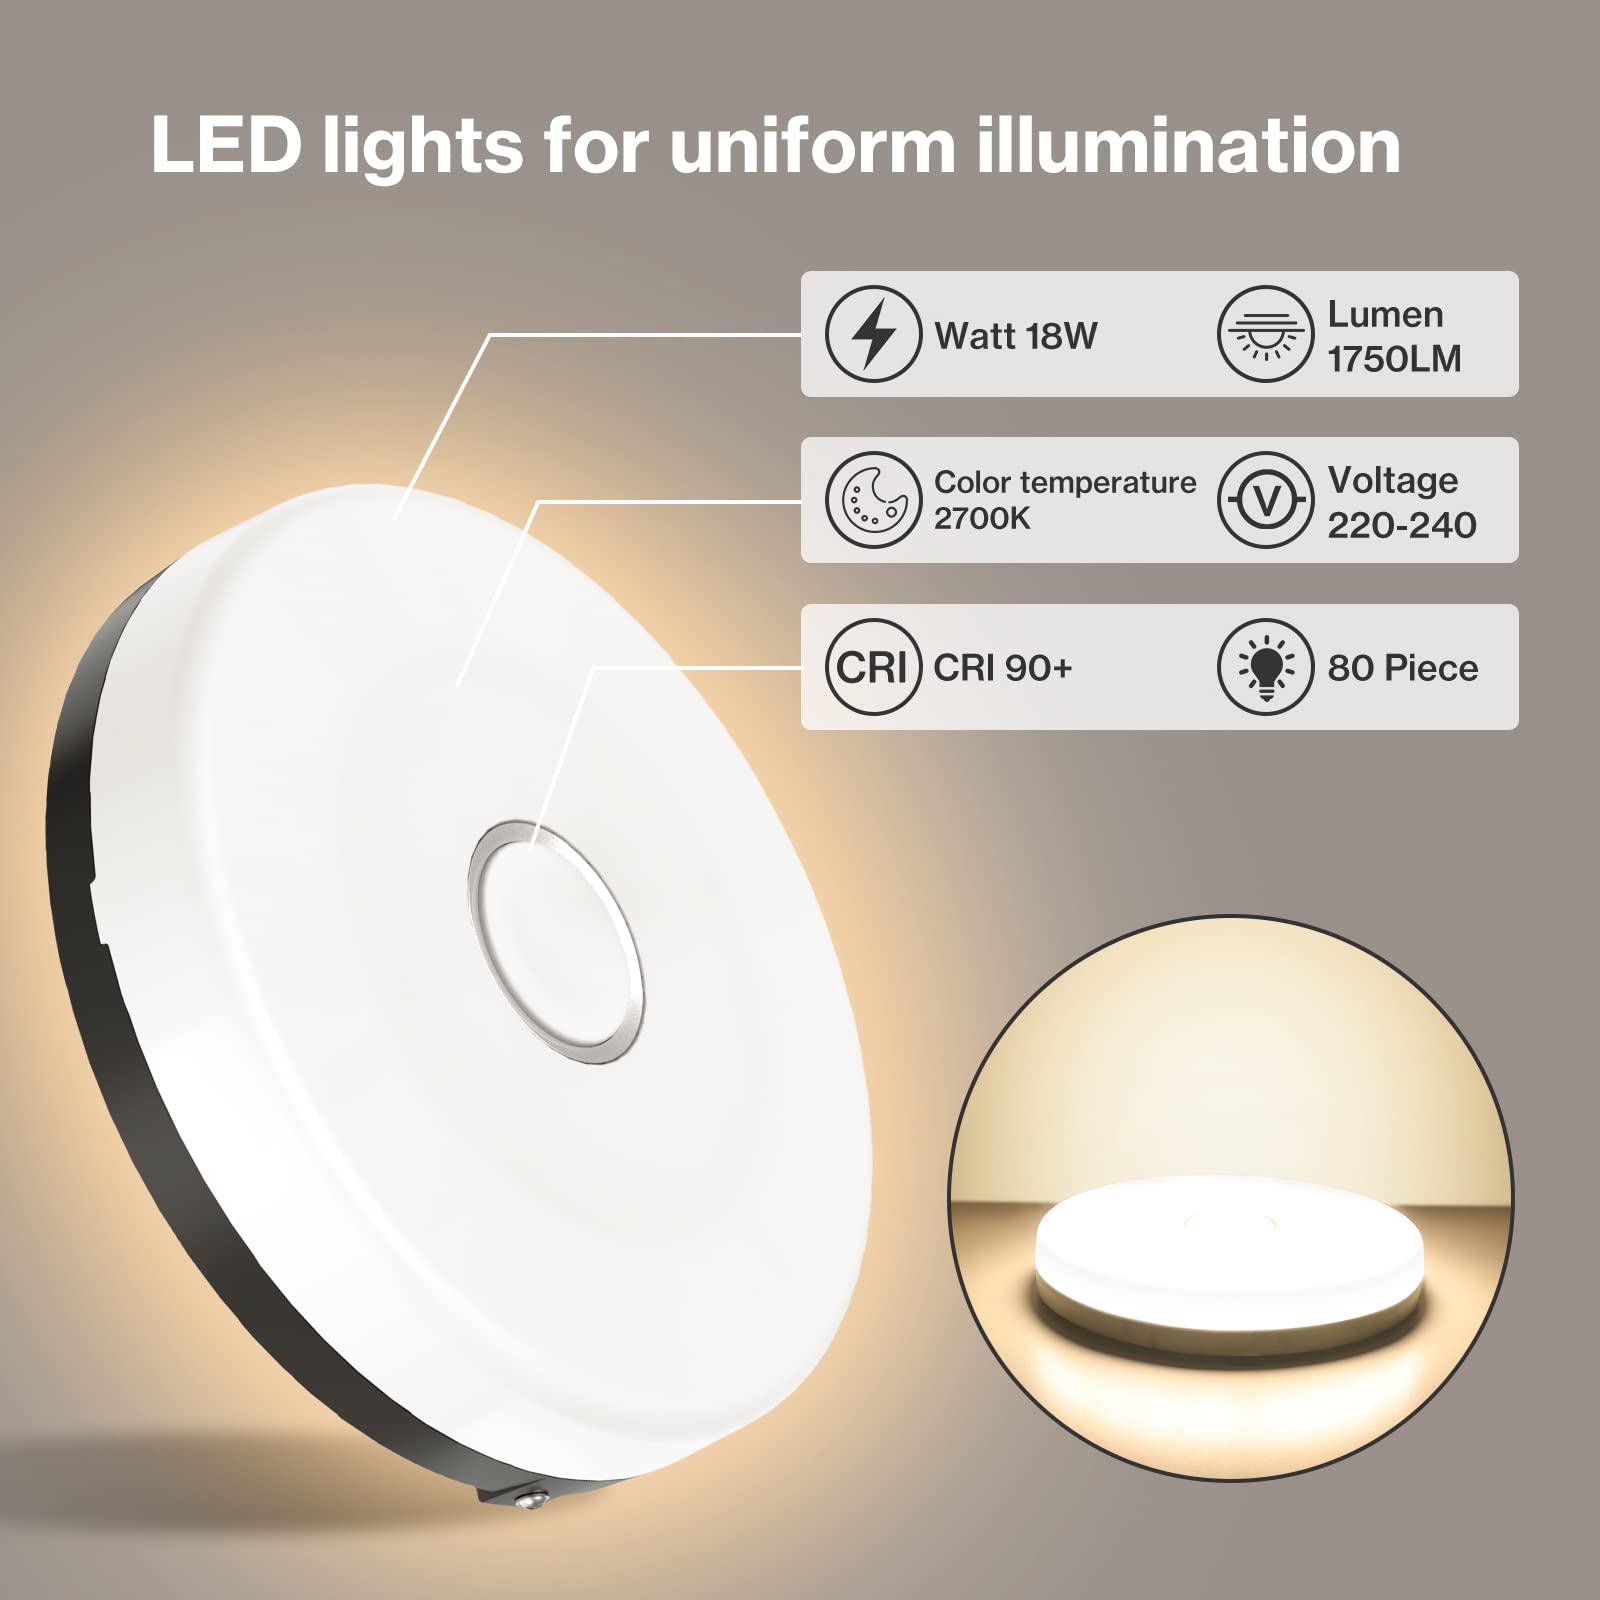 LED lights for uniform illumination
Watt 18W
Lumen
1750LM
Color temperature
2700K
V
Voltage
220-240
CRI
CRI 90+
80 Piece